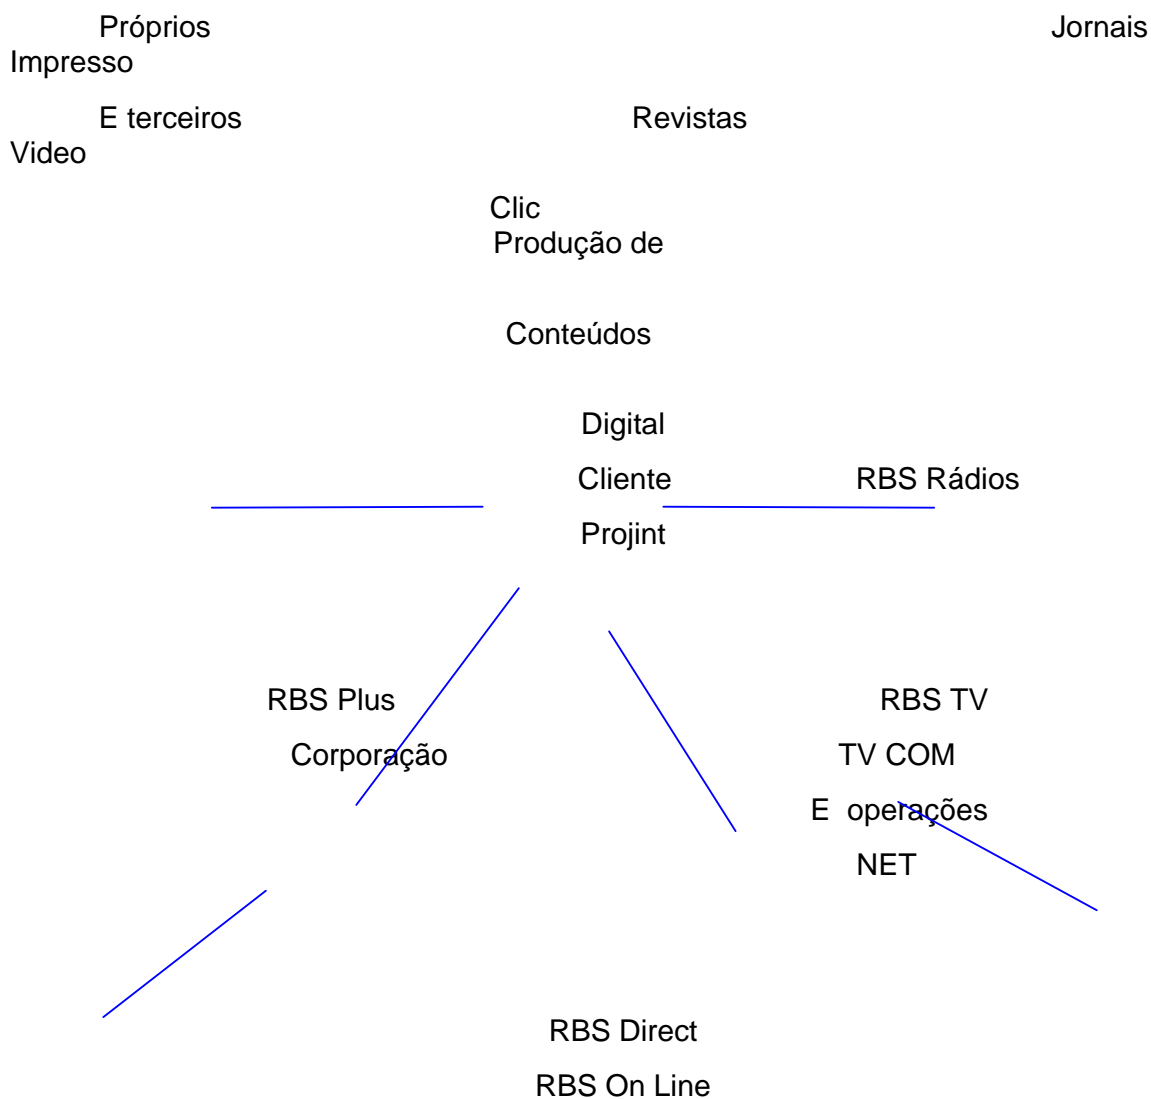 Próprios Jornais
Impresso
E terceiros Revistas
Video
Clic
Produção de
Conteúdos
Digital
Cliente RBS Rádios
Projint
RBS Plus RBS TV
Corporação TV COM
E operações
NET
RBS Direct
RBS On Line